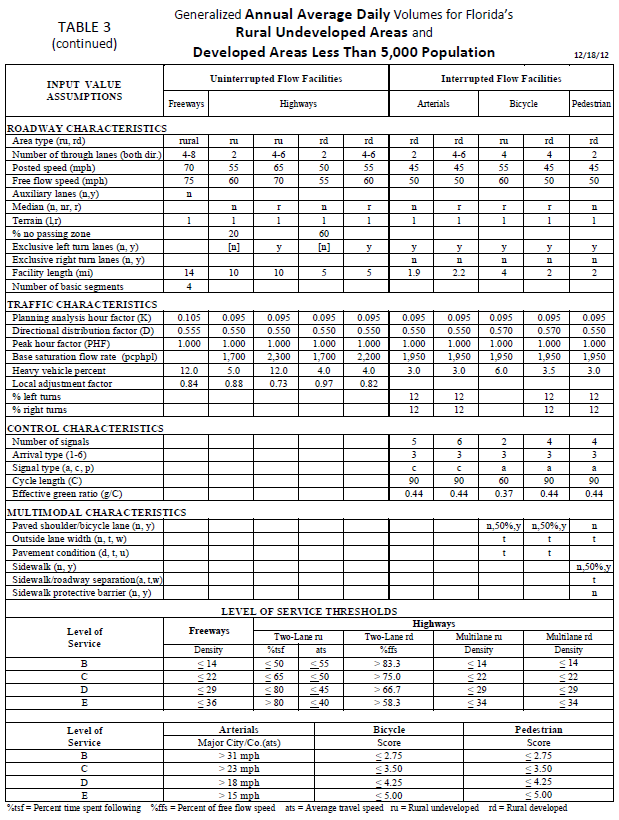 TABLE 3
(continued)
Generalized Annual Average Daily Volumes for Florida's
Rural Undeveloped Areas and
Developed Areas Less Than 5,000 Population
12/18/12
INPUT VALUE ASSUMPTIONS Uninterrupted Flow Facilities Interrupted Flow Facilities
Freeways Highways Arterials Bicycle Pedestrian
ROADWAY CHARACTERISTICS
Area type (ru, rd) rural ru ru rd rd rd rd ru rd rd
Number of through lanes (both dir.) 4-8 2 4-6 2 4-6 2 4-6 4 4 2
Posted speed (mph) 70 55 65 50 55 45 45 55 45 45
Free flow speed (mph) 75 60 70 55 60 50 50 60 50 50
Auxiliary lanes (n,y) n
Median (n, nr, r) n r n r n r r r n
Terrain (l,r) l l l l l l l l l l
% no passing zone 20 60
Exclusive left turn lanes (n, y) [n] y [n] y y y y y y
Exclusive right turn lanes (n, y) n n n n n
Facility length (mi) 14 10 10 5 5 1.9 2.2 4 2 2
Number of basic segments 4
TRAFFIC CHARACTERISTICS
Planning analysis hour factor (K) 0.105 0.095 0.095 0.095 0.095 0.095 0.095 0.095 0.095 0.095
Directional distribution factor (D) 0.555 0.550 0.550 0.550 0.550 0.550 0.550 0.570 0.570 0.550
Peak hour factor (PHF) 1.000 1.000 1.000 1.000 1.000 1.000 1.000 1.000 1.000 1.000
Base saturation flow rate (pcphpl) 1,700 2,300 1,700 2,200 1,950 1,950 1,950 1,950 1,950
Heavy vehicle percent 12.0 5.0 12.0 4.0 4.0 3.0 3.0 6.0 3.5 3.0
Local adjustment factor 0.84 0.88 0.73 0.97 0.82
% left turns 12 12 12 12
% right turns 12 12 12 12
CONTROL CHARACTERISTICS
Number of signals 5 6 2 4 4
Arrival type (1-6) 3 3 3 3 3
Signal type (a, c, p) c c a a a
Cycle length (C) 90 90 60 90 90
Effective green ratio (g/C) 0.44 0.44 0.37 0.44 0.44
MULTIMODAL CHARACTERISTICS
Paved shoulder/bicycle lane (n, y) n,50%,y n,50%,y n
Outside lane width (n, t, w) t t t
Pavement condition (d, t, u) t t
Sidewalk (n, y) n,50%,y
Sidewalk/roadway separation(a, t,w) t
Sidewalk protective barrier (n, y) n
LEVEL OF SERVICE THRESHOLDS
Level of Service Freeways Highways
Two-Lane ru Two-Lane rd Multilane ru Multilane rd
Density %tsf ats %ffs Density Density
B ≤ 14 ≤ 50 ≤ 55 > 83.3 ≤ 14 ≤ 14
C ≤ 22 ≤ 65 ≤ 50 > 75.0 ≤ 22 ≤ 22
D ≤ 29 ≤ 80 ≤ 45 > 66.7 ≤ 29 ≤ 29
E ≤ 36 > 80 ≤ 40 > 58.3 ≤ 34 ≤ 34
Level of Service Arterials Bicycle Pedestrian
Major City/Co.(ats) Score Score
B > 31 mph ≤ 2.75 ≤ 2.75
C > 23 mph ≤ 3.50 ≤ 3.50
D > 18 mph ≤ 4.25 ≤ 4.25
E > 15 mph ≤ 5.00 ≤ 5.00
%tsf = Percent time spent following %ffs = Percent of free flow speed ats = Average travel speed ru = Rural undeveloped rd = Rural developed